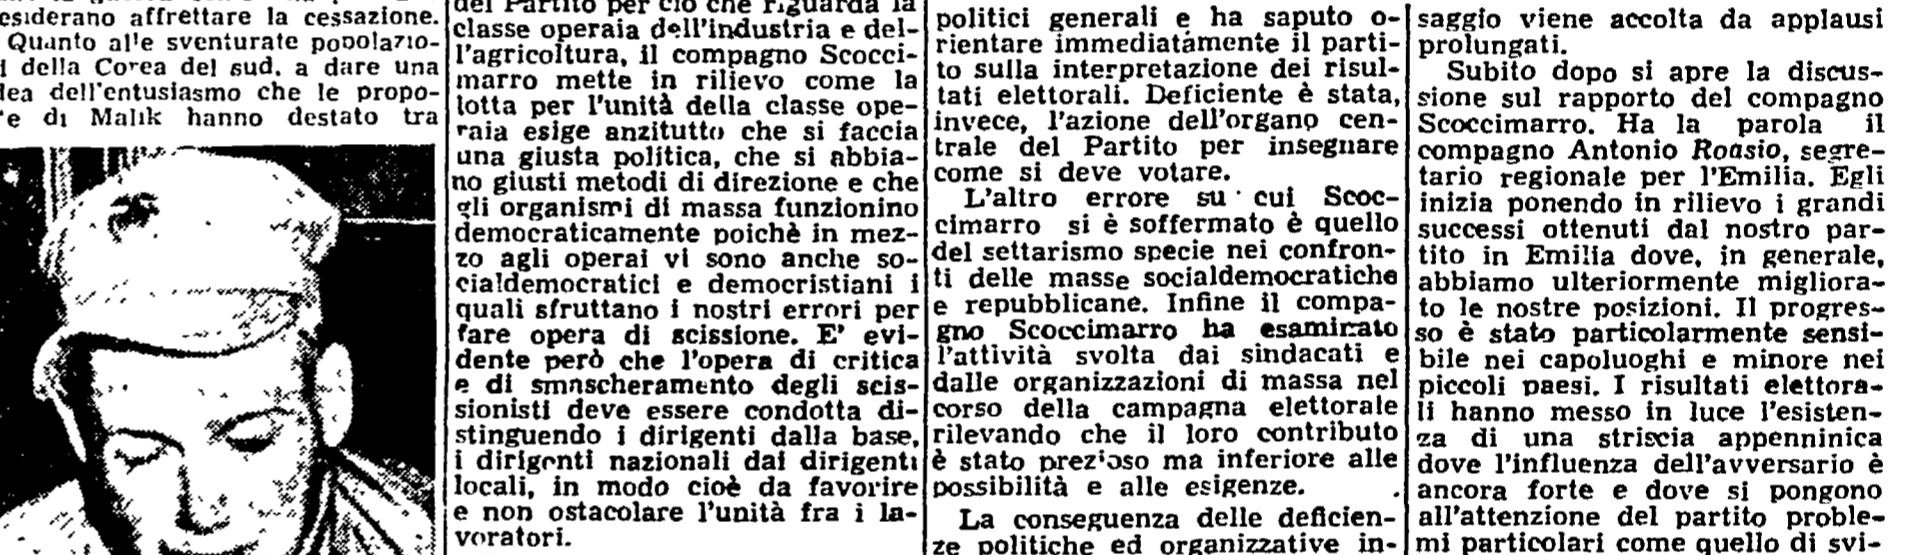 esiderano affrettare la cessazione.
Quanto alle sventurate popolazio-
i della Corea del sud, a dare una
dea dell'entusiasmo che le propo-
e di Malik hanno destato tra
del Partito per ciò che riguarda la
classe operaia dell'industria e del-
l'agricoltura, il compagno Scocci-
marro mette in rilievo come la
lotta per l'unità della classe ope-
raia esige anzitutto che si faccia
una giusta politica, che si abbia-
no giusti metodi di direzione e che
gli organismi di massa funzionino
democraticamente poichè in mez-
zo agli operai vi sono anche so-
cialdemocratici e democristiani i
quali sfruttano i nostri errori per
fare opera di scissione. E' evi-
dente però che l'opera di critica
e di smascheramento degli scis-
sionisti deve essere condotta di-
stinguendo i dirigenti dalla base,
i dirigenti nazionali dai dirigenti
locali, in modo cioè da favorire
e non ostacolare l'unità fra i la-
voratori.
politici generali e ha saputo o-
rientare immediatamente il parti-
to sulla interpretazione dei risul-
tati elettorali. Deficiente è stata,
invece, l'azione dell'organo cen-
trale del Partito per insegnare
come si deve votare.
L'altro errore su cui Scoc-
cimarro si è soffermato è quello
del settarismo specie nei confron-
ti delle masse socialdemocratiche
e repubblicane. Infine il compa-
gno Scoccimarro ha esaminato
l'attività svolta dai sindacati e
dalle organizzazioni di massa nel
corso della campagna elettorale
rilevando che il loro contributo
è stato prezioso ma inferiore alle
possibilità e alle esigenze.
La conseguenza delle deficien-
ze politiche ed organizzative in-
saggio viene accolta da applausi
prolungati.
Subito dopo si apre la discus-
sione sul rapporto del compagno
Scoccimarro. Ha la parola il
compagno Antonio Roasio, segre-
tario regionale per l'Emilia. Egli
inizia ponendo in rilievo i grandi
successi ottenuti dal nostro par-
tito in Emilia dove, in generale,
abbiamo ulteriormente migliora-
to le nostre posizioni. Il progres-
so è stato particolarmente sensi-
bile nei capoluoghi e minore nei
piccoli paesi. I risultati elettora-
li hanno messo in luce l'esisten-
za di una striscia appenninica
dove l'influenza dell'avversario è
ancora forte e dove si pongono
all'attenzione del partito proble-
mi particolari come quello di svi-